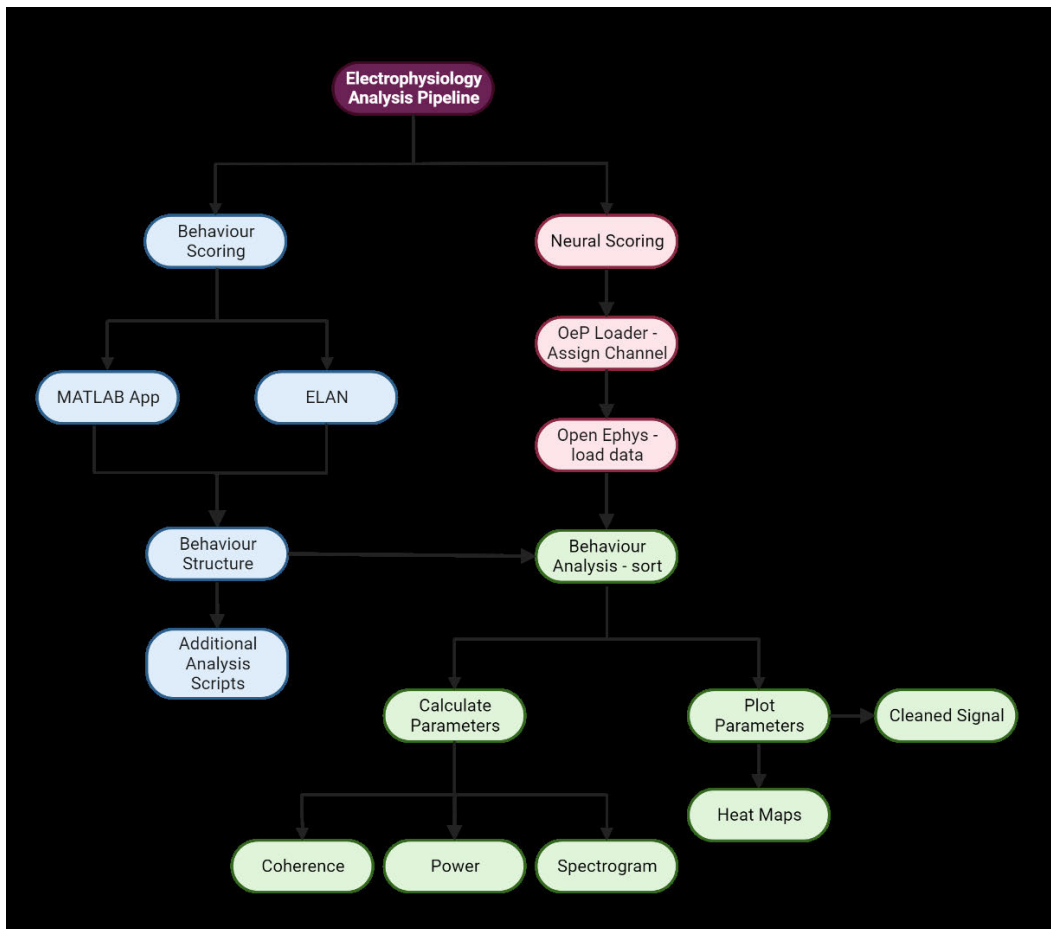 Electrophysiology
Analysis Pipeline
Behaviour
Scoring
Neural Scoring
OeP Loader -
Assign Channel
MATLAB App
ELAN
Open Ephys -
load data
Behaviour
Structure
Behaviour
Analysis - sort
Additional
Analysis
Scripts
Calculate
Parameters
Plot
Parameters
Cleaned Signal
Heat Maps
Coherence
Power
Spectrogram